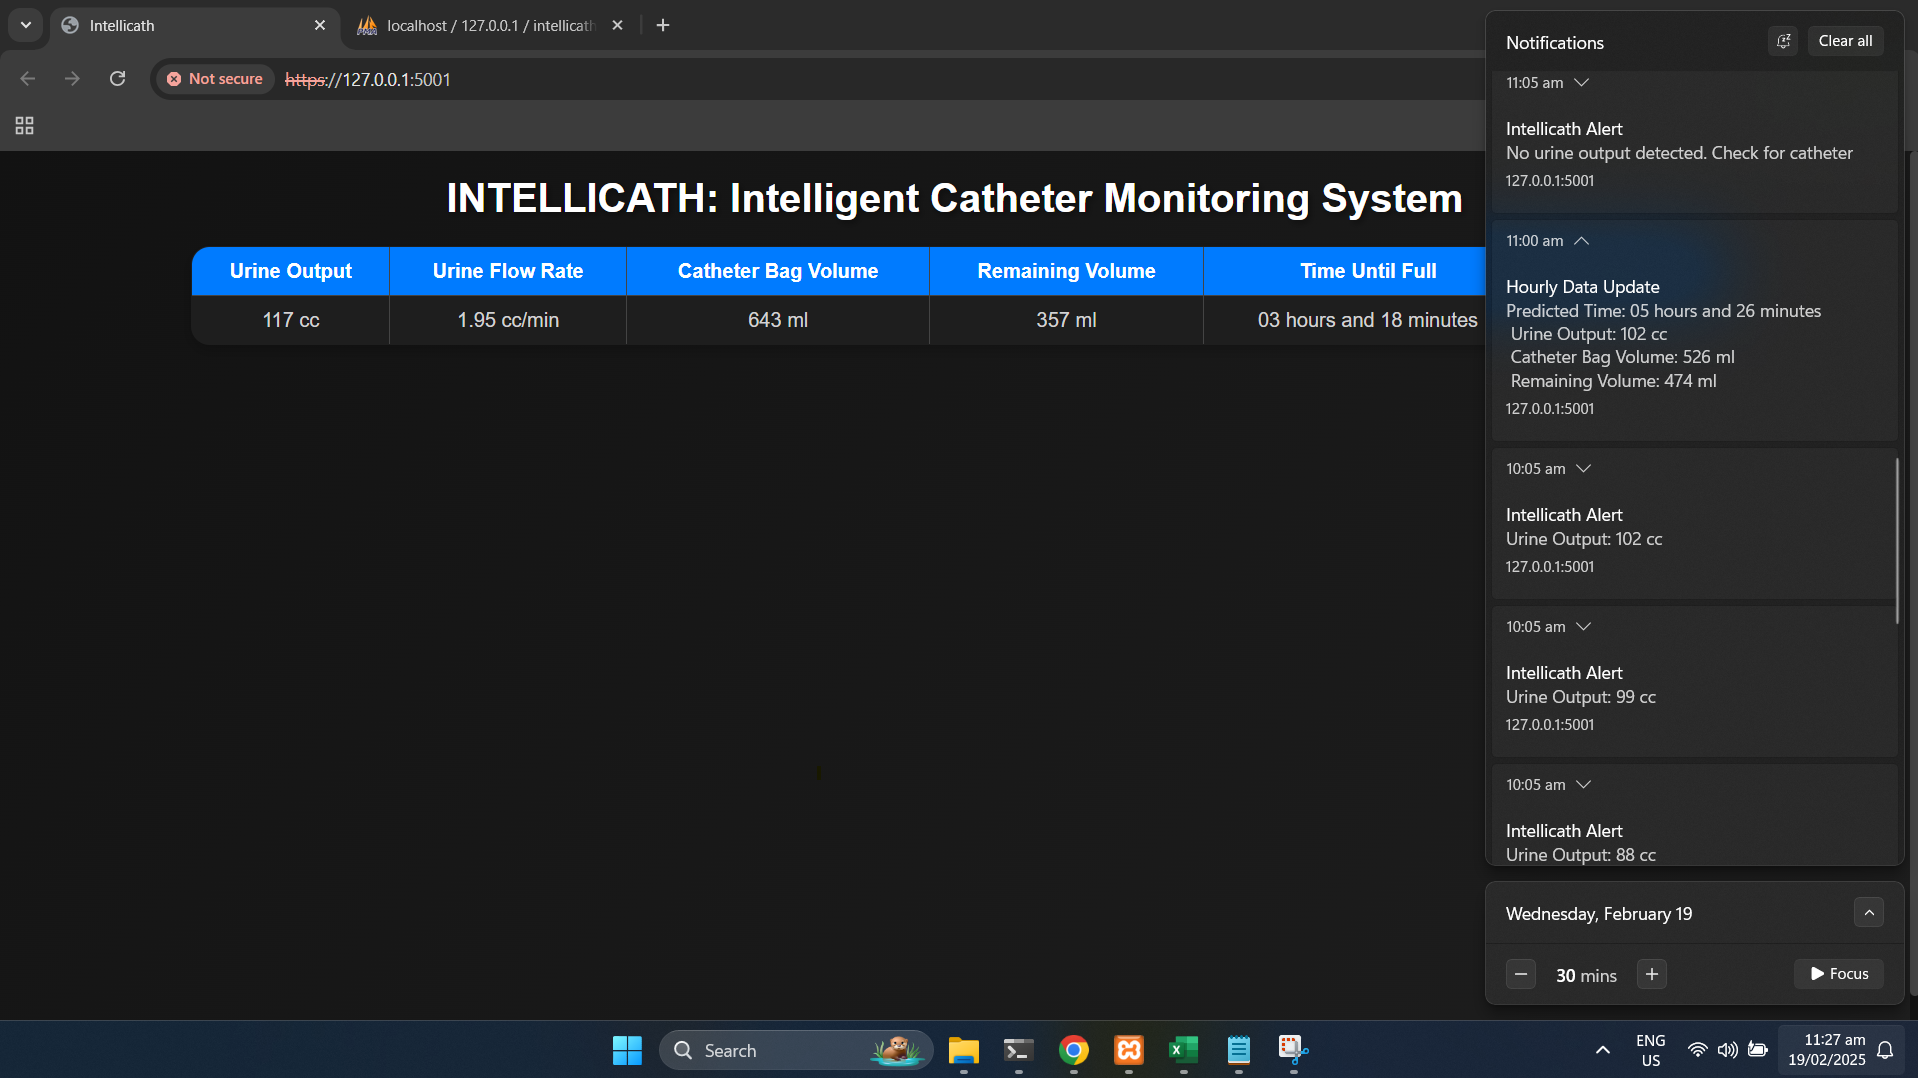 Intellicath
localhost / 127.0.0.1 / intellicath
Not secure
https://127.0.0.1:5001
INTELLICATH: Intelligent Catheter Monitoring System
Urine Output
Urine Flow Rate
Catheter Bag Volume
Remaining Volume
Time Until Full
117 cc
1.95 cc/min
643 ml
357 ml
03 hours and 18 minutes
Notifications
Clear all
11:05 am
Intellicath Alert
No urine output detected. Check for catheter
127.0.0.1:5001
11:00 am
Hourly Data Update
Predicted Time: 05 hours and 26 minutes
Urine Output: 102 cc
Catheter Bag Volume: 526 ml
Remaining Volume: 474 ml
127.0.0.1:5001
10:05 am
Intellicath Alert
Urine Output: 102 cc
127.0.0.1:5001
10:05 am
Intellicath Alert
Urine Output: 99 cc
127.0.0.1:5001
10:05 am
Intellicath Alert
Urine Output: 88 cc
Wednesday, February 19
30 mins
Focus
Search
ENG
US
11:27 am
19/02/2025